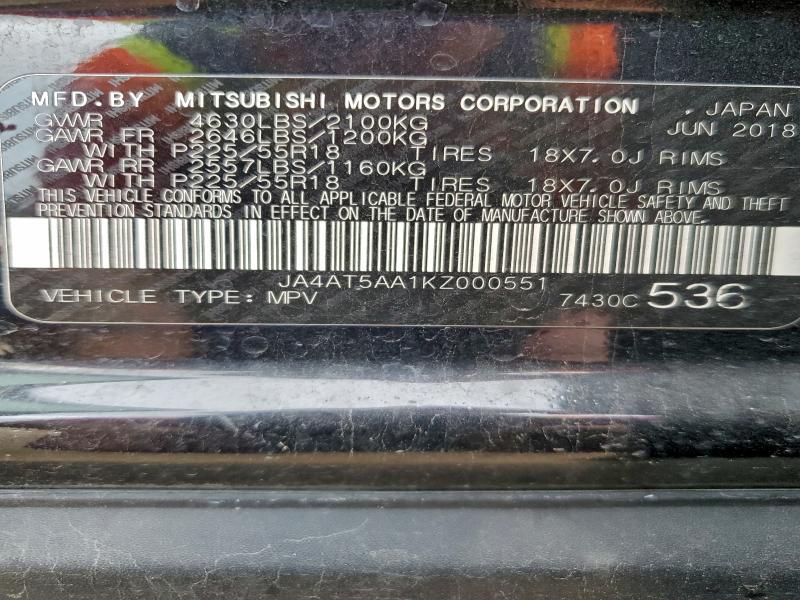 MFD. BY MITSUBISHI MOTORS CORPORATION , JAPAN
GVWR 4630LBS/2100KG JUN 2018
GAWR FR 2646LBS/1200KG
WITH P225/55R18 TIRES 18X7.0J RIMS
GAWR RR 2557LBS/1160KG
WITH P225/55R18 TIRES 18X7.0J RIMS
THIS VEHICLE CONFORMS TO ALL APPLICABLE FEDERAL MOTOR VEHICLE SAFETY AND THEFT
PREVENTION STANDARDS IN EFFECT ON THE DATE OF MANUFACTURE SHOWN ABOVE.
JA4AT5AA1KZ000551
VEHICLE TYPE: MPV 7430C 536